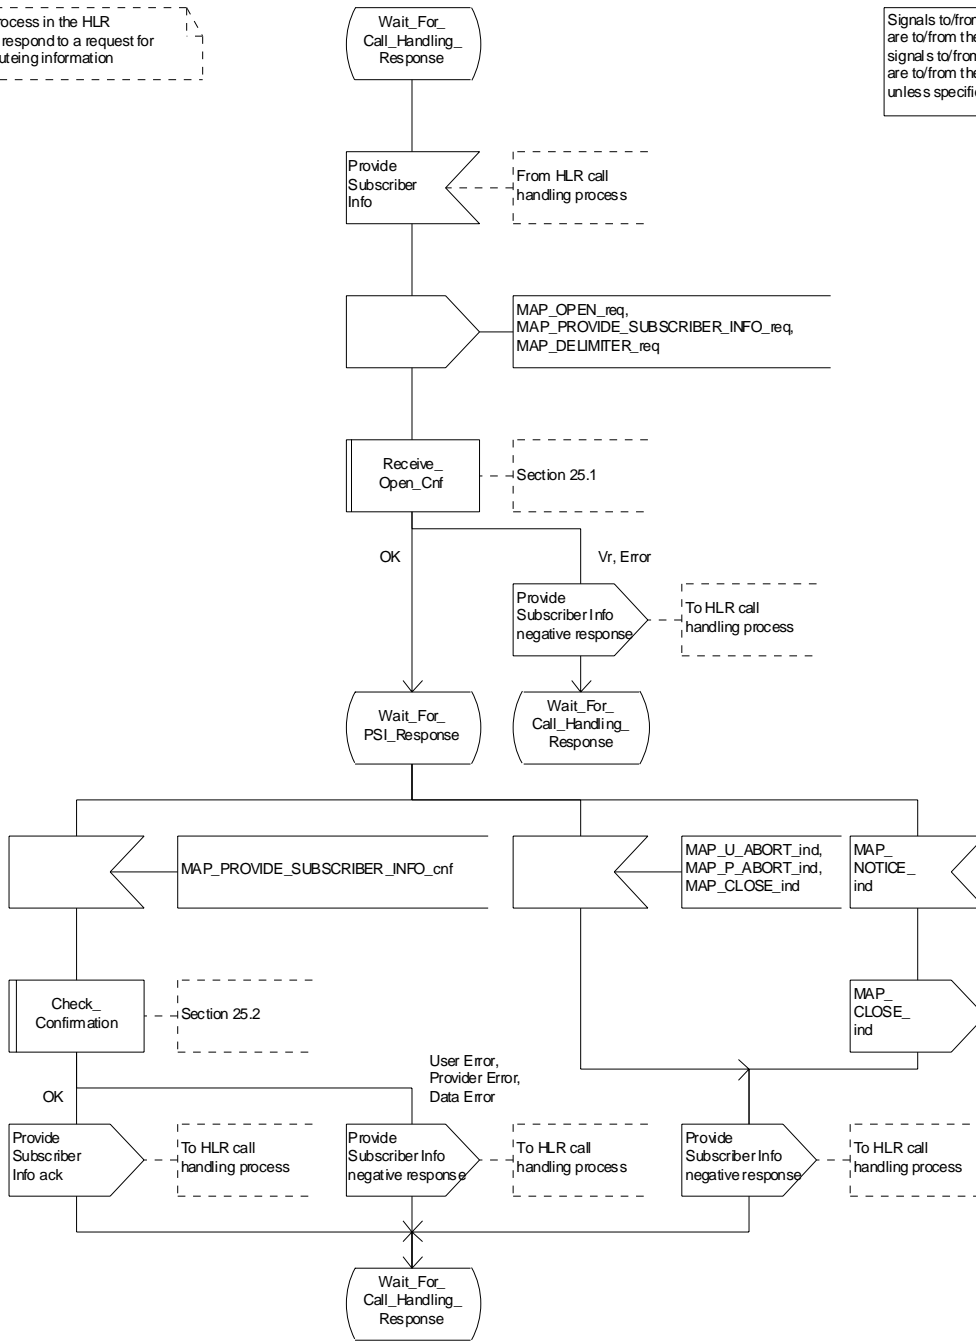 ocess in the HLR
respond to a request for
uteing information
Wait_For_
Call_Handling_
Response
Signals to/from
are to/from the
signals to/from
are to/from the
unless specifie
Provide
Subscriber
Info
From HLR call
handling process
MAP_OPEN_req,
MAP_PROVIDE_SUBSCRIBER_INFO_req,
MAP_DELIMITER_req
Receive_
Open_Cnf
Section 25.1
OK
Vr, Error
Provide
Subscriber Info
negative response
To HLR call
handling process
Wait_For_
PSI_Response
Wait_For_
Call_Handling_
Response
MAP_PROVIDE_SUBSCRIBER_INFO_cnf
MAP_U_ABORT_ind,
MAP_P_ABORT_ind,
MAP_CLOSE_ind
MAP_
NOTICE_
ind
Check_
Confirmation
Section 25.2
MAP_
CLOSE_
ind
User Error,
Provider Error,
Data Error
OK
Provide
Subscriber
Info ack
To HLR call
handling process
Provide
Subscriber Info
negative response
To HLR call
handling process
Provide
Subscriber Info
negative response
To HLR call
handling process
Wait_For_
Call_Handling_
Response